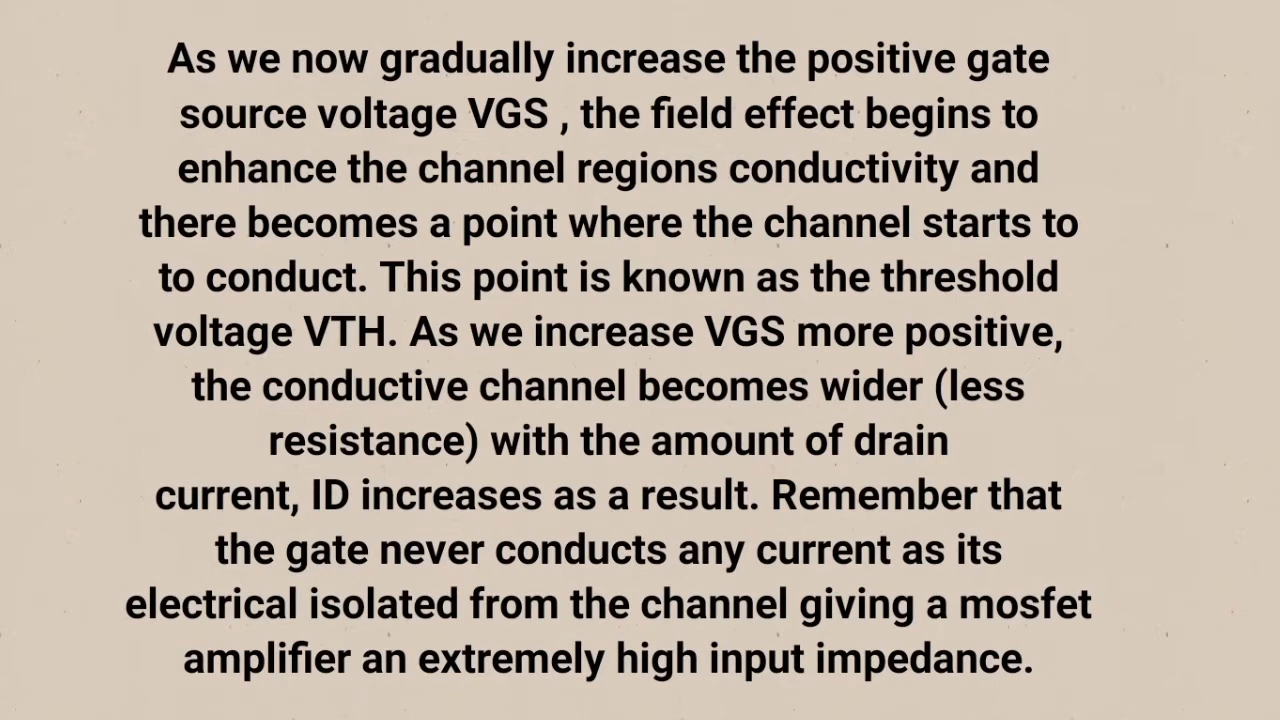 As we now gradually increase the positive gate
source voltage VGS , the field effect begins to
enhance the channel regions conductivity and
there becomes a point where the channel starts to
to conduct. This point is known as the threshold
voltage VTH. As we increase VGS more positive,
the conductive channel becomes wider (less
resistance) with the amount of drain
current, ID increases as a result. Remember that
the gate never conducts any current as its
electrical isolated from the channel giving a mosfet
amplifier an extremely high input impedance.